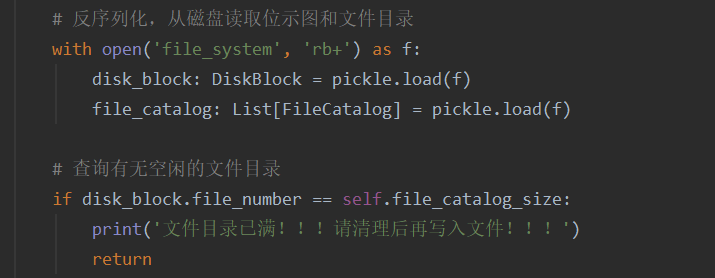 # 反序列化，从磁盘读取位示图和文件目录
with open('file_system', 'rb+') as f:
disk_block: DiskBlock = pickle.load(f)
file_catalog: List[FileCatalog] = pickle.load(f)
# 查询有无空闲的文件目录
if disk_block.file_number == self.file_catalog_size:
print('文件目录已满！！！请清理后再写入文件！！！')
return